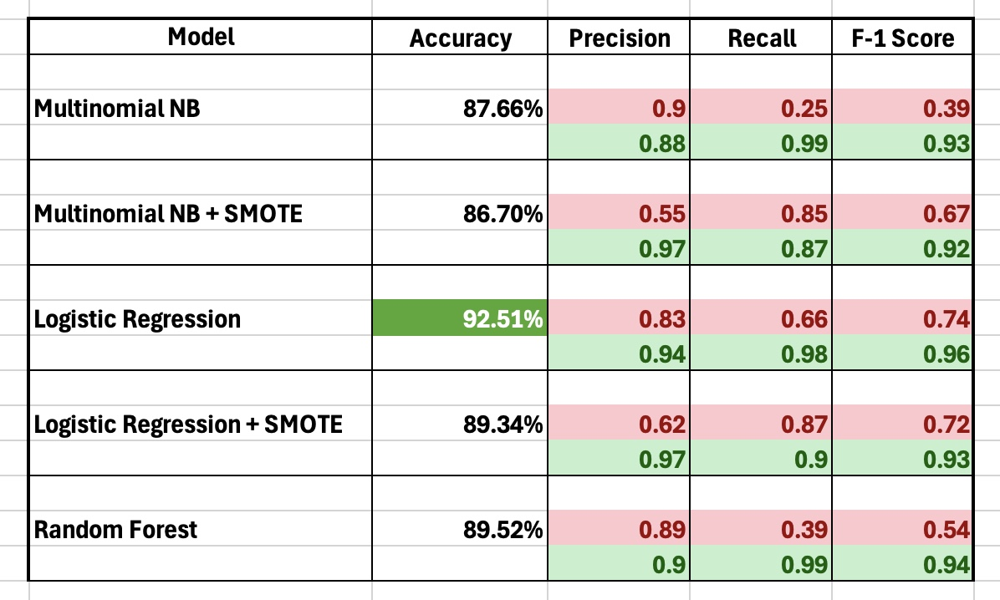 Model Accuracy Precision Recall F-1 Score
Multinomial NB 87.66% 0.9 0.25 0.39
0.88 0.99 0.93
Multinomial NB + SMOTE 86.70% 0.55 0.85 0.67
0.97 0.87 0.92
Logistic Regression 92.51% 0.83 0.66 0.74
0.94 0.98 0.96
Logistic Regression + SMOTE 89.34% 0.62 0.87 0.72
0.97 0.9 0.93
Random Forest 89.52% 0.89 0.39 0.54
0.9 0.99 0.94